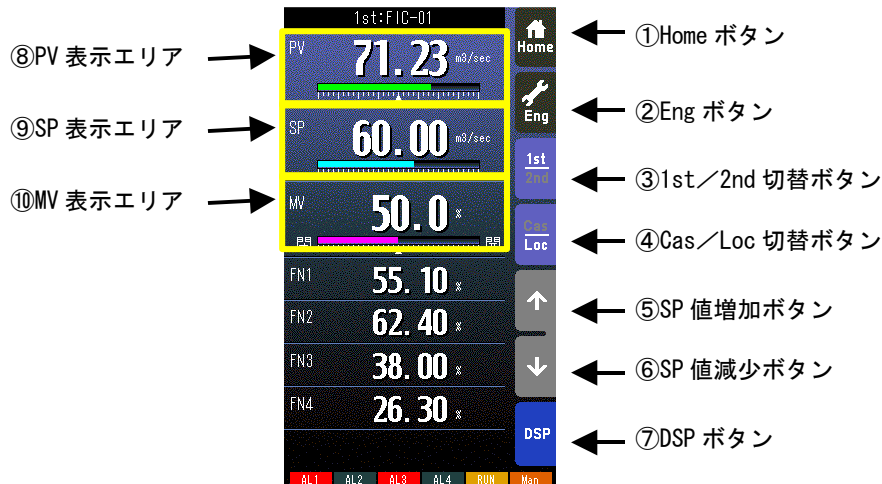 1st:FIC-01
⑧PV 表示エリア
PV
71.23 m3/sec
Home
①Home ボタン
Eng
②Eng ボタン
⑨SP 表示エリア
SP
60.00 m3/sec
1st
2nd
③1st／2nd 切替ボタン
⑩MV 表示エリア
MV
50.0 %
Cas
Loc
④Cas／Loc 切替ボタン
FN1
55.10 %
⑤SP 値増加ボタン
FN2
62.40 %
FN3
38.00 %
⑥SP 値減少ボタン
FN4
26.30 %
DSP
⑦DSP ボタン
AL1 AL2 AL3 AL4 RUN Man